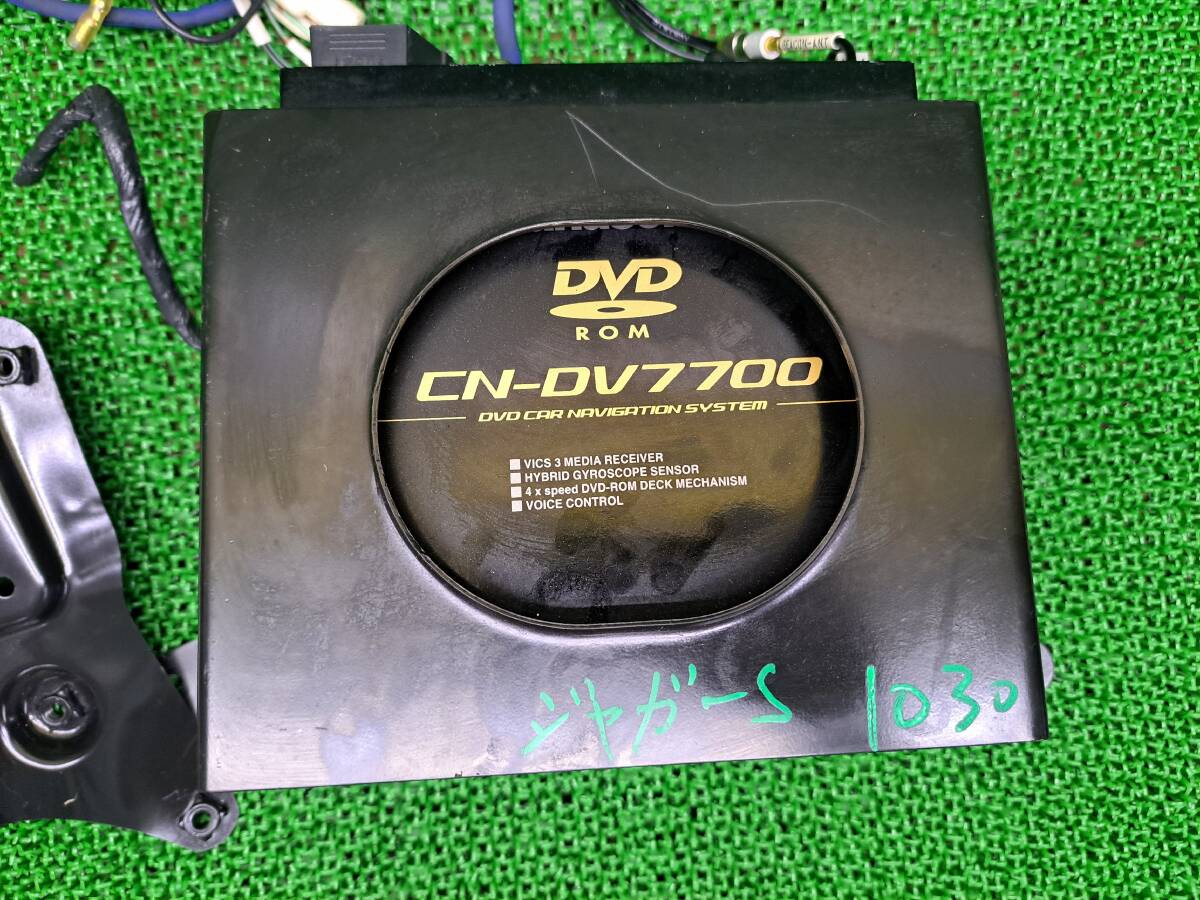 DVD
ROM
CN-DV7700
DVD CAR NAVIGATION SYSTEM
VICS 3 MEDIA RECEIVER
HYBRID GYROSCOPE SENSOR
4 x speed DVD-ROM DECK MECHANISM
VOICE CONTROL
ジャガーS 1030